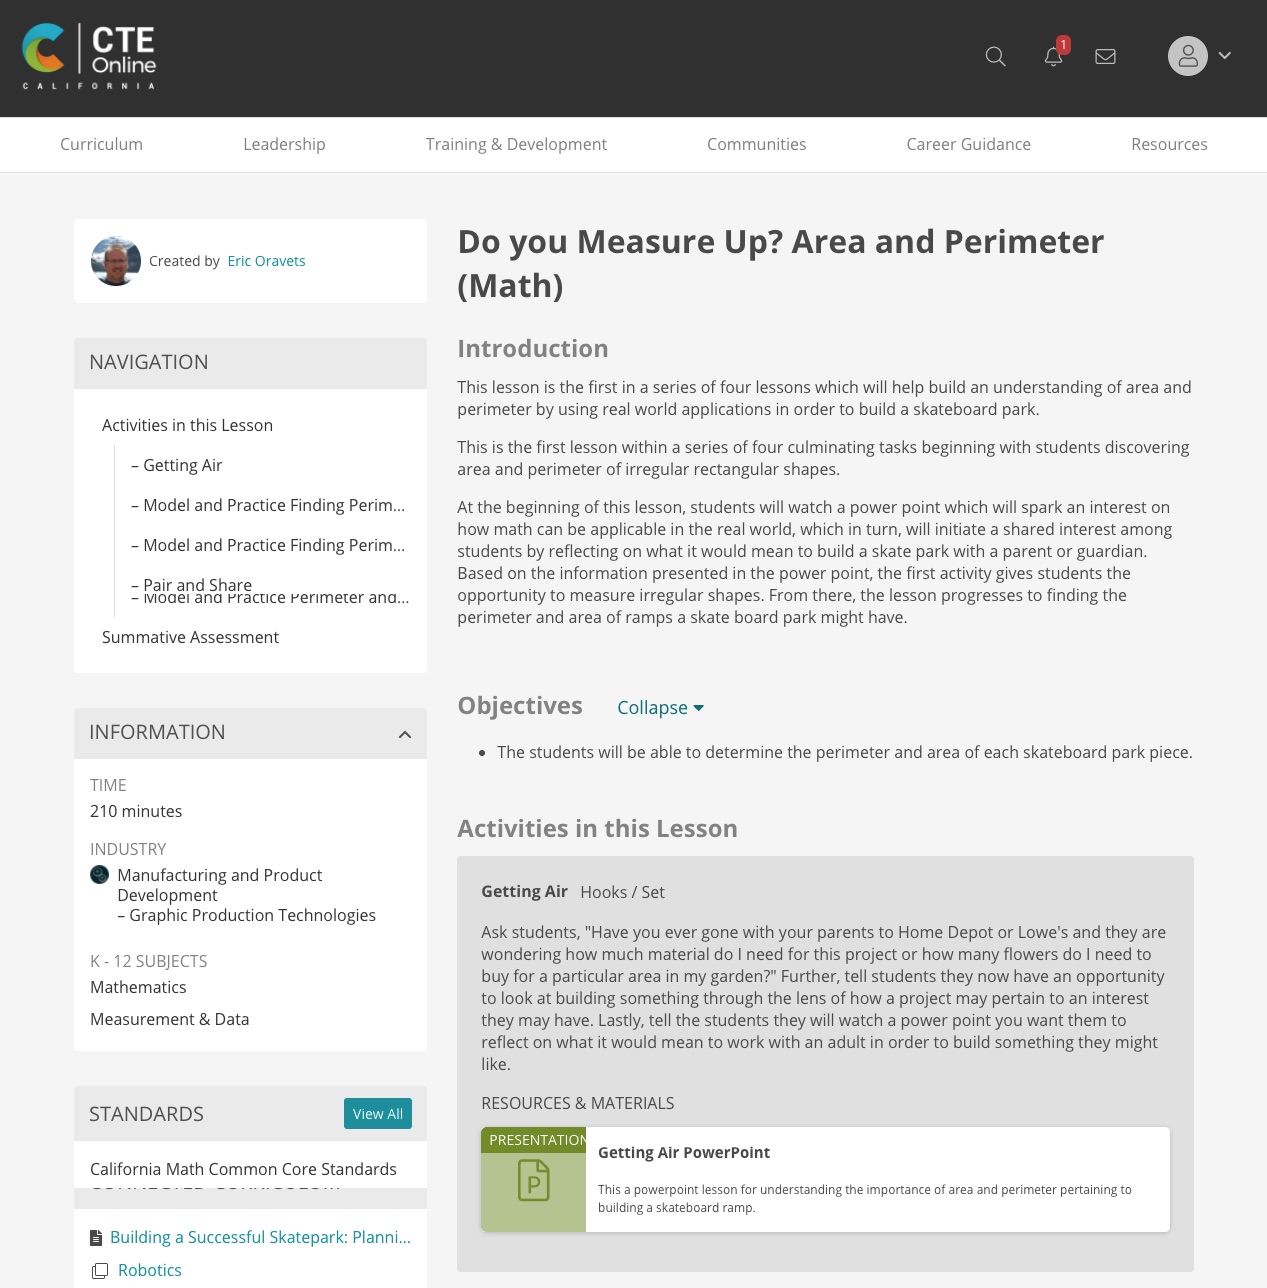 CTE
Online
CALIFORNIA
1
Curriculum
Leadership
Training & Development
Communities
Career Guidance
Resources
Created by Eric Oravets
NAVIGATION
Activities in this Lesson
– Getting Air
– Model and Practice Finding Perim...
– Model and Practice Finding Perim...
– Pair and Share
– Model and Practice Perimeter and...
Summative Assessment
INFORMATION
TIME
210 minutes
INDUSTRY
Manufacturing and Product
Development
– Graphic Production Technologies
K - 12 SUBJECTS
Mathematics
Measurement & Data
STANDARDS
View All
California Math Common Core Standards
Building a Successful Skatepark: Planni...
Robotics
Do you Measure Up? Area and Perimeter
(Math)
Introduction
This lesson is the first in a series of four lessons which will help build an understanding of area and
perimeter by using real world applications in order to build a skateboard park.
This is the first lesson within a series of four culminating tasks beginning with students discovering
area and perimeter of irregular rectangular shapes.
At the beginning of this lesson, students will watch a power point which will spark an interest on
how math can be applicable in the real world, which in turn, will initiate a shared interest among
students by reflecting on what it would mean to build a skate park with a parent or guardian.
Based on the information presented in the power point, the first activity gives students the
opportunity to measure irregular shapes. From there, the lesson progresses to finding the
perimeter and area of ramps a skate board park might have.
Objectives
Collapse
• The students will be able to determine the perimeter and area of each skateboard park piece.
Activities in this Lesson
Getting Air Hooks / Set
Ask students, "Have you ever gone with your parents to Home Depot or Lowe's and they are
wondering how much material do I need for this project or how many flowers do I need to
buy for a particular area in my garden?" Further, tell students they now have an opportunity
to look at building something through the lens of how a project may pertain to an interest
they may have. Lastly, tell the students they will watch a power point you want them to
reflect on what it would mean to work with an adult in order to build something they might
like.
RESOURCES & MATERIALS
PRESENTATION
P
Getting Air PowerPoint
This a powerpoint lesson for understanding the importance of area and perimeter pertaining to
building a skateboard ramp.